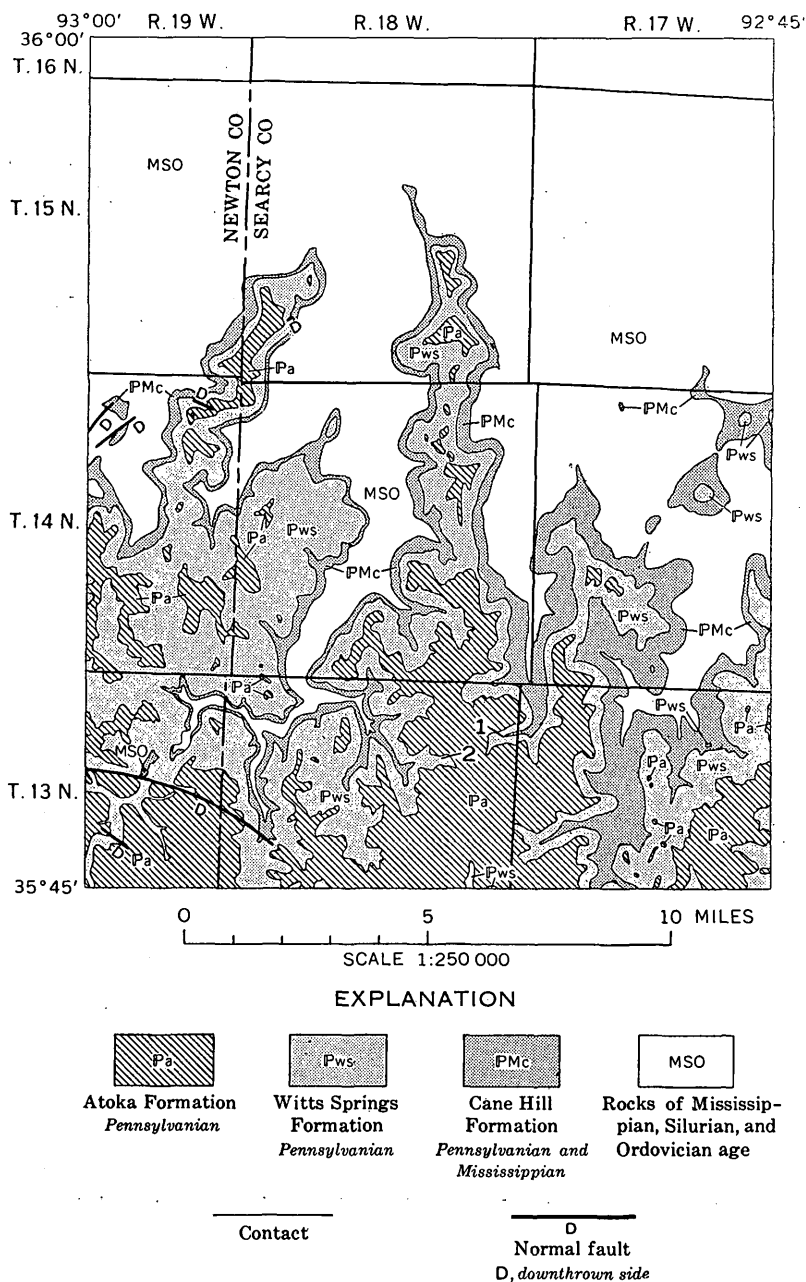 93°00' R. 19 W. R. 18 W. R. 17 W. 92°45'
36°00'
T. 16 N.
NEWTON CO
SEARCY CO
MSO
T. 15 N.
D
Pa
MSO
Pws
Pa
PMc
D
PMc
PMc
D
D
Pws
MSO
Pws
T. 14 N.
Pa
Pws
PMc
Pa
Pws
PMc
Pa
Pws
Pa
1
MSO
2
Pa
Pws
T. 13 N.
D
Pws
Pa
Pa
Pa
D
Pa
Pws
35°45'
0 5 10 MILES
SCALE 1:250 000
EXPLANATION
Pa Pws PMc MSO
Atoka Formation Witts Springs Cane Hill Rocks of Mississip-
Pennsylvanian Formation Formation pian, Silurian, and
Pennsylvanian Pennsylvanian and Ordovician age
Mississippian
Contact D
Normal fault
D, downthrown side